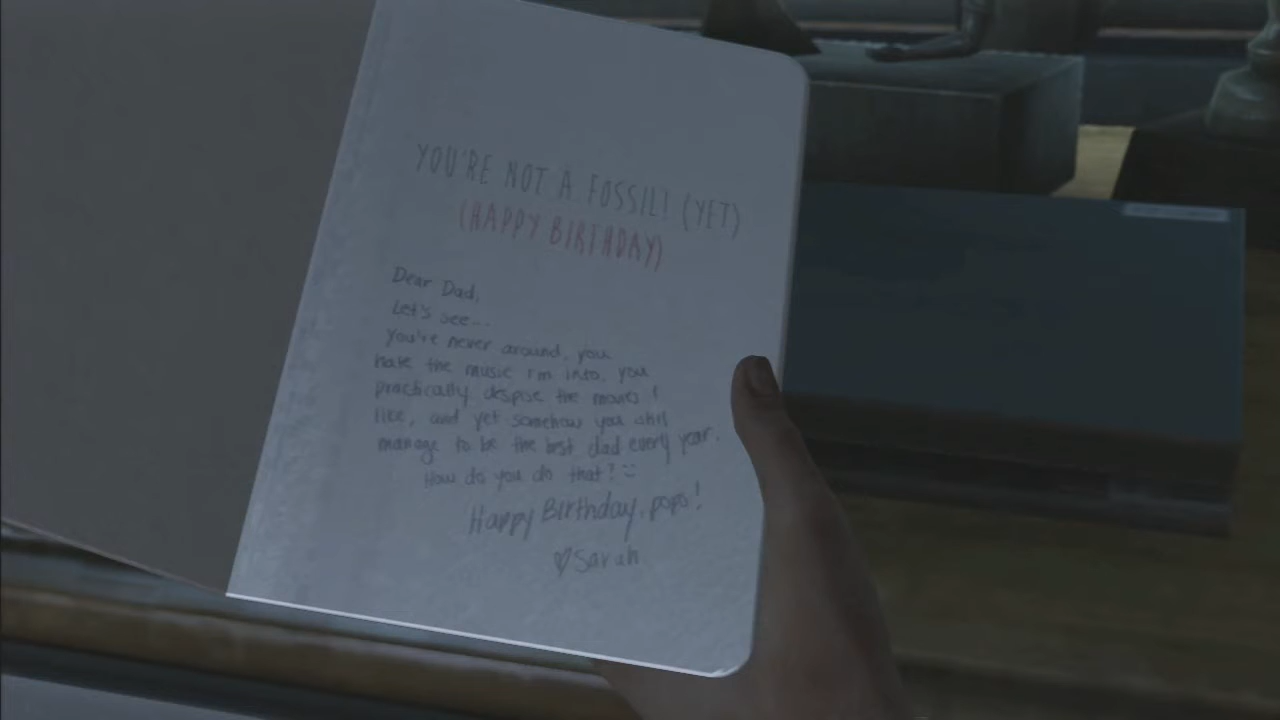 YOU'RE NOT A FOSSIL! (YET)
(HAPPY BIRTHDAY)
Dear Dad,
Let's see...
You're never around, you
hate the music I'm into, you
practically despise the movies I
like, and yet somehow you still
manage to be the best dad every year.
How do you do that? :)
Happy Birthday, papa!
♡Sarah